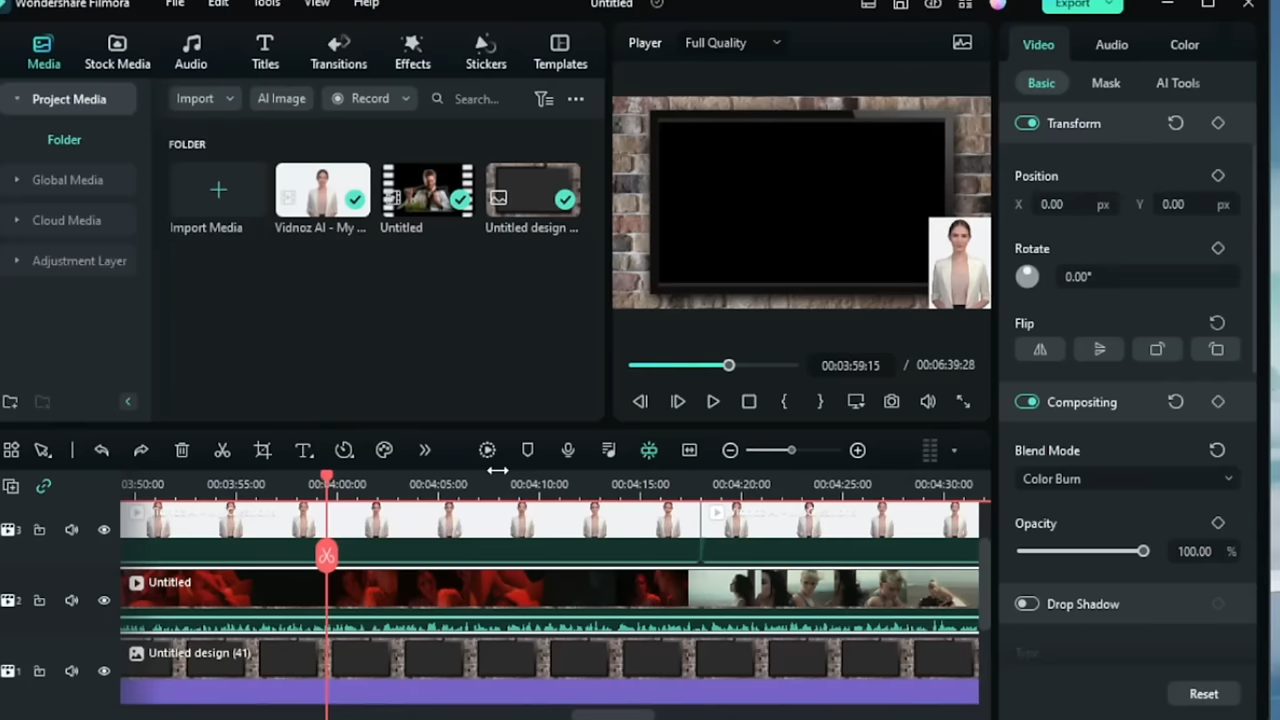 Wondershare Filmora
File Edit Tools View Help
Untitled
Export
Media
Stock Media
Audio
Titles
Transitions
Effects
Stickers
Templates
Project Media
Folder
Global Media
Cloud Media
Adjustment Layer
Import
AI Image
Record
Search...
FOLDER
Import Media
Vidnoz AI - My ...
Untitled
Untitled design ...
Player
Full Quality
00:03:59:15 / 00:06:39:28
Video
Audio
Color
Basic
Mask
AI Tools
Transform
Position
X 0.00 px Y 0.00 px
Rotate
0.00°
Flip
Compositing
Blend Mode
Color Burn
Opacity
100.00 %
Drop Shadow
Type
Reset
03:50:00 00:03:55:00 00:04:00:00 00:04:05:00 00:04:10:00 00:04:15:00 00:04:20:00 00:04:25:00 00:04:30:00
3
2
Untitled
1
Untitled design (41)